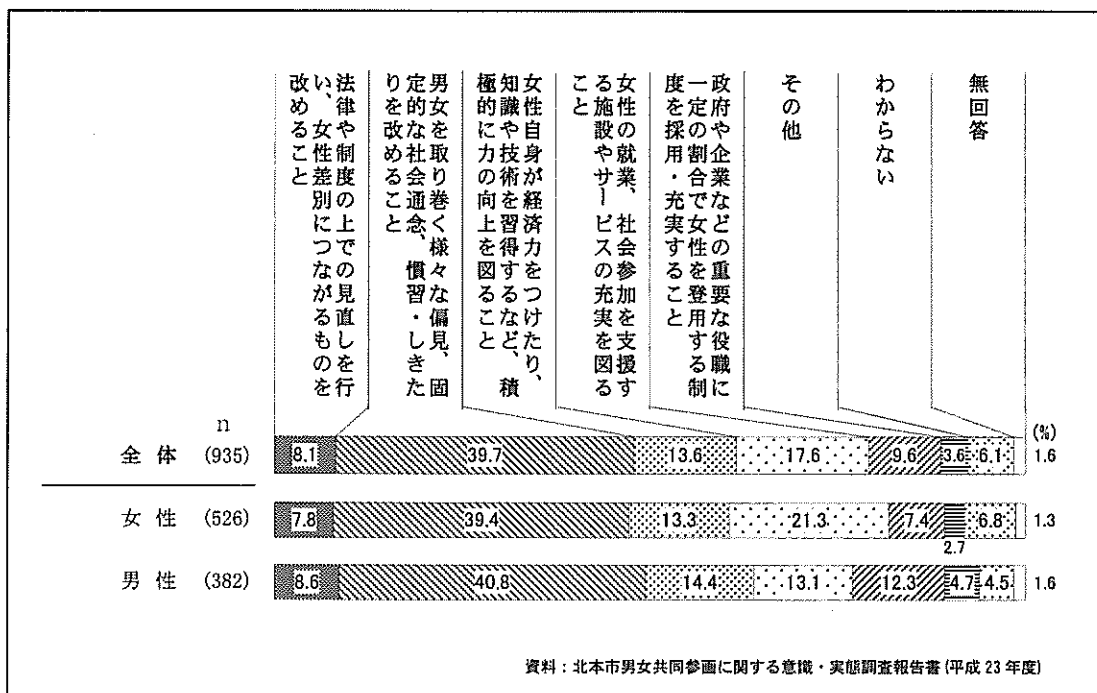 法律や制度の上での見直しを行
い、女性差別につながるものを
改めること
男女を取り巻く様々な偏見、固
定的な社会通念、慣習・しきた
りを改めること
女性自身が経済力をつけたり、
知識や技術を習得するなど、積
極的に力の向上を図ること
女性の就業、社会参加を支援す
る施設やサービスの充実を図る
こと
政府や企業などの重要な役職に
一定の割合で女性を登用する制
度を採用・充実すること
その他
わからない
無回答
n
(%)
全体 (935) 8.1 39.7 13.6 17.6 9.6 3.6 6.1 1.6
女性 (526) 7.8 39.4 13.3 21.3 7.4 2.7 6.8 1.3
男性 (382) 8.6 40.8 14.4 13.1 12.3 4.7 4.5 1.6
資料：北本市男女共同参画に関する意識・実態調査報告書(平成23年度)